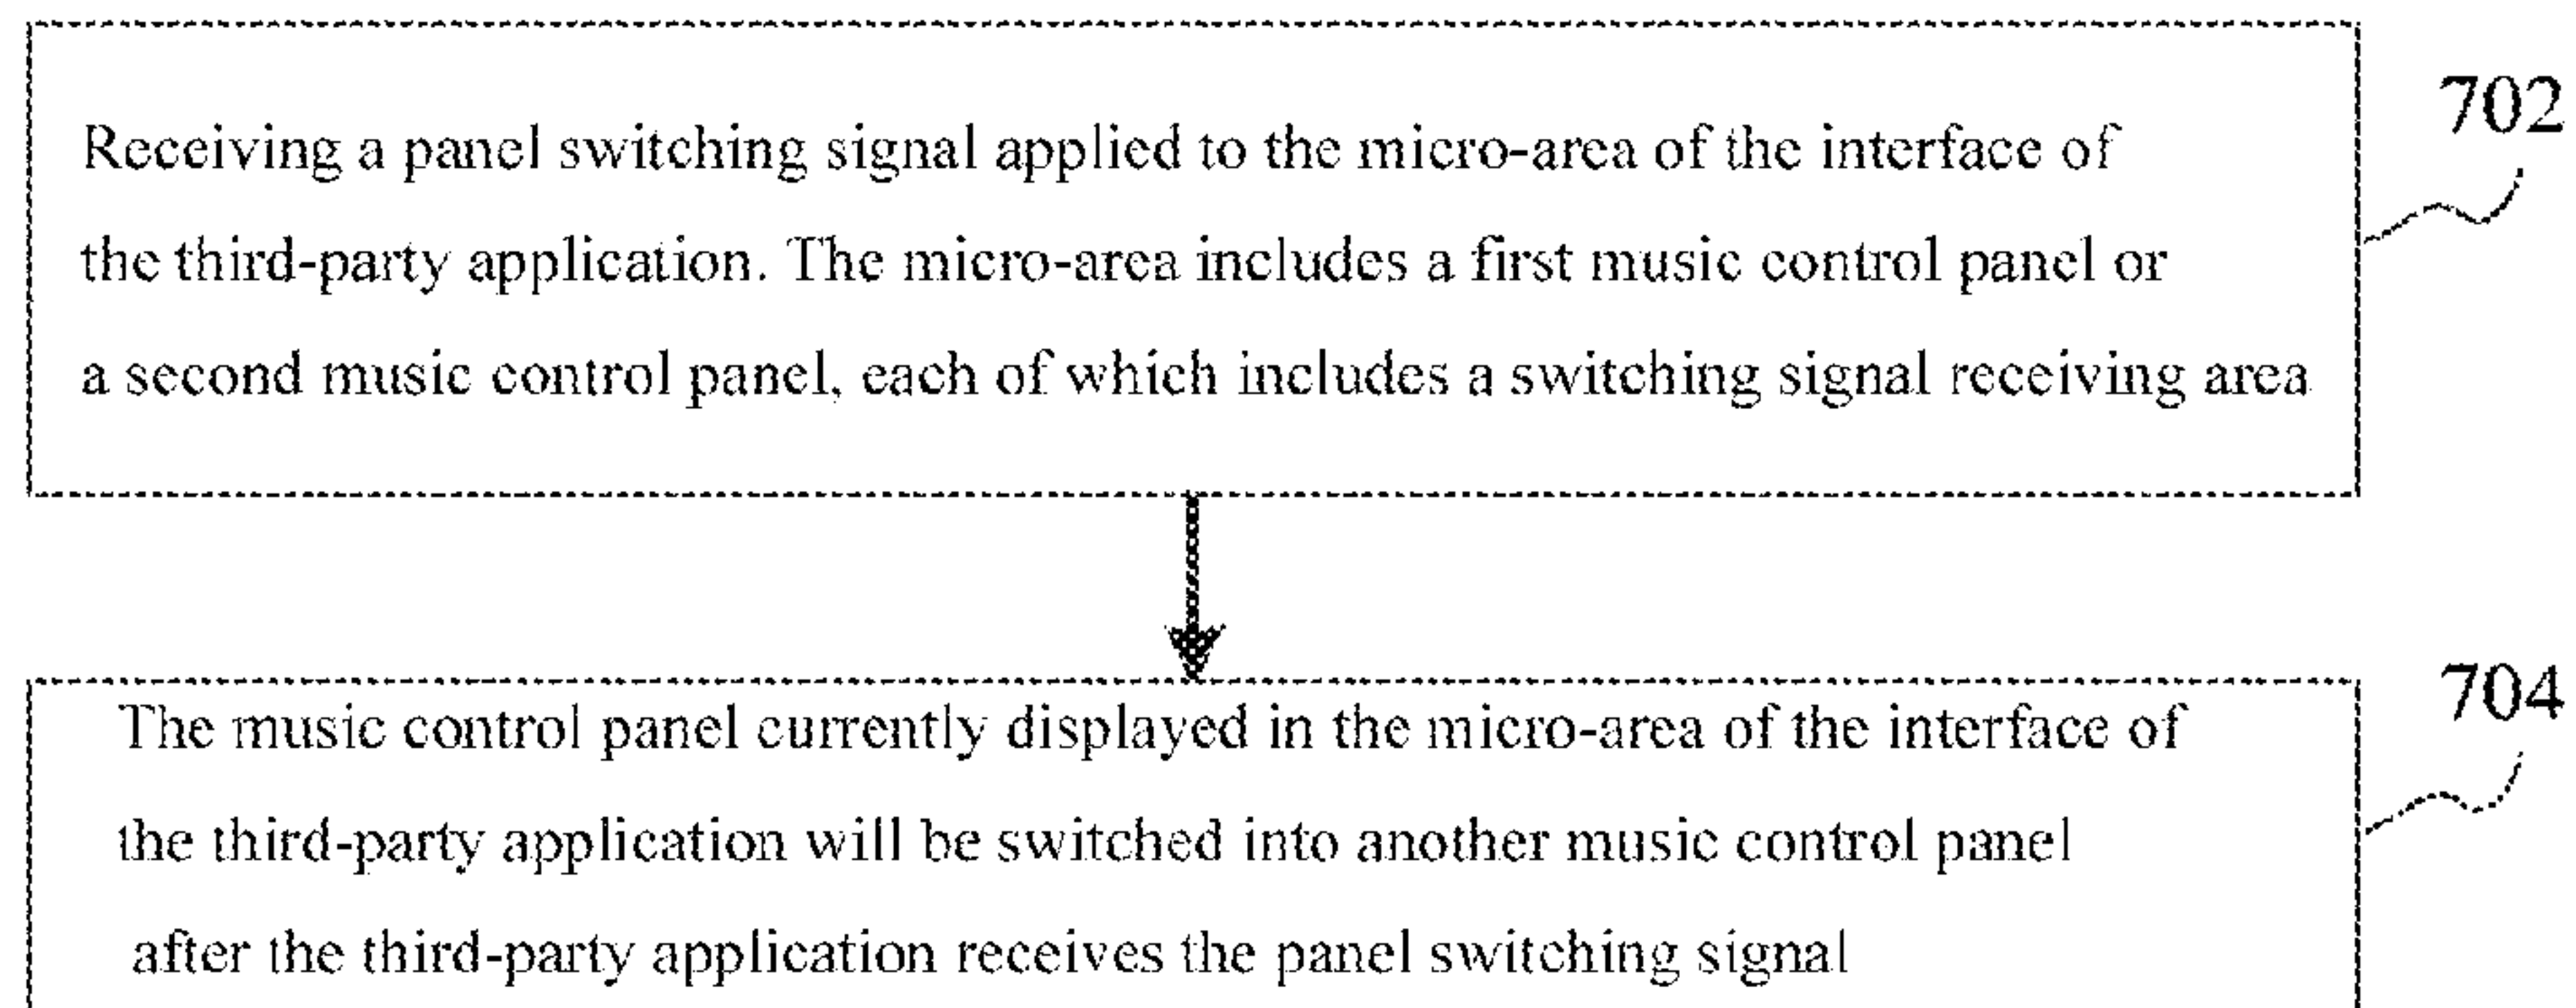 702
Receiving a panel switching signal applied to the micro-area of the interface of
the third-party application. The micro-area includes a first music control panel or
a second music control panel, each of which includes a switching signal receiving area
704
The music control panel currently displayed in the micro-area of the interface of
the third-party application will be switched into another music control panel
after the third-party application receives the panel switching signal